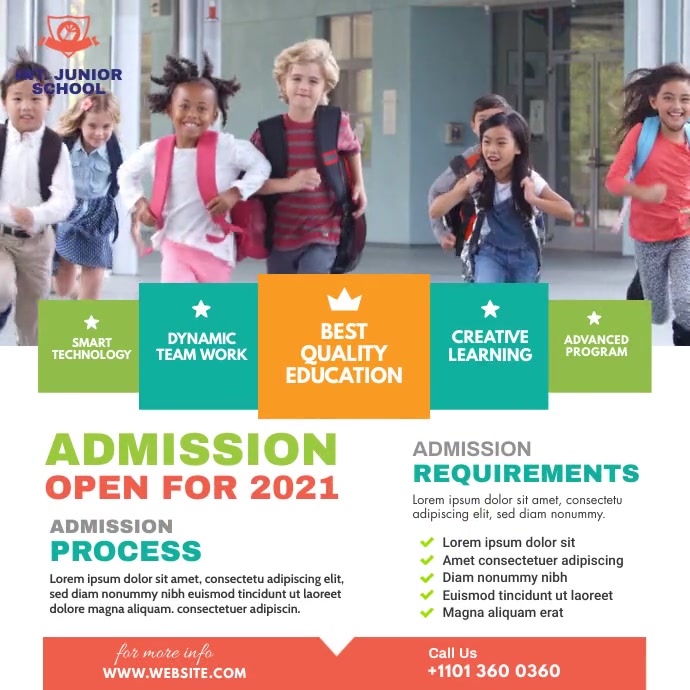 JUNIOR
SCHOOL
SMART
TECHNOLOGY
DYNAMIC
TEAM WORK
BEST
QUALITY
EDUCATION
CREATIVE
LEARNING
ADVANCED
PROGRAM
ADMISSION
OPEN FOR 2021
ADMISSION
PROCESS
Lorem ipsum dolor sit amet, consectetu adipiscing elit,
sed diam nonummy nibh euismod tincidunt ut laoreet
dolore magna aliquam. consectetuer adipiscin.
ADMISSION
REQUIREMENTS
Lorem ipsum dolor sit amet, consectetu
adipiscing elit, sed diam nonummy.
Lorem ipsum dolor sit
Amet consectetuer adipiscing
Diam nonummy nibh
Euismod tincidunt ut laoreet
Magna aliquam erat
for more info
WWW.WEBSITE.COM
Call Us
+1101 360 0360